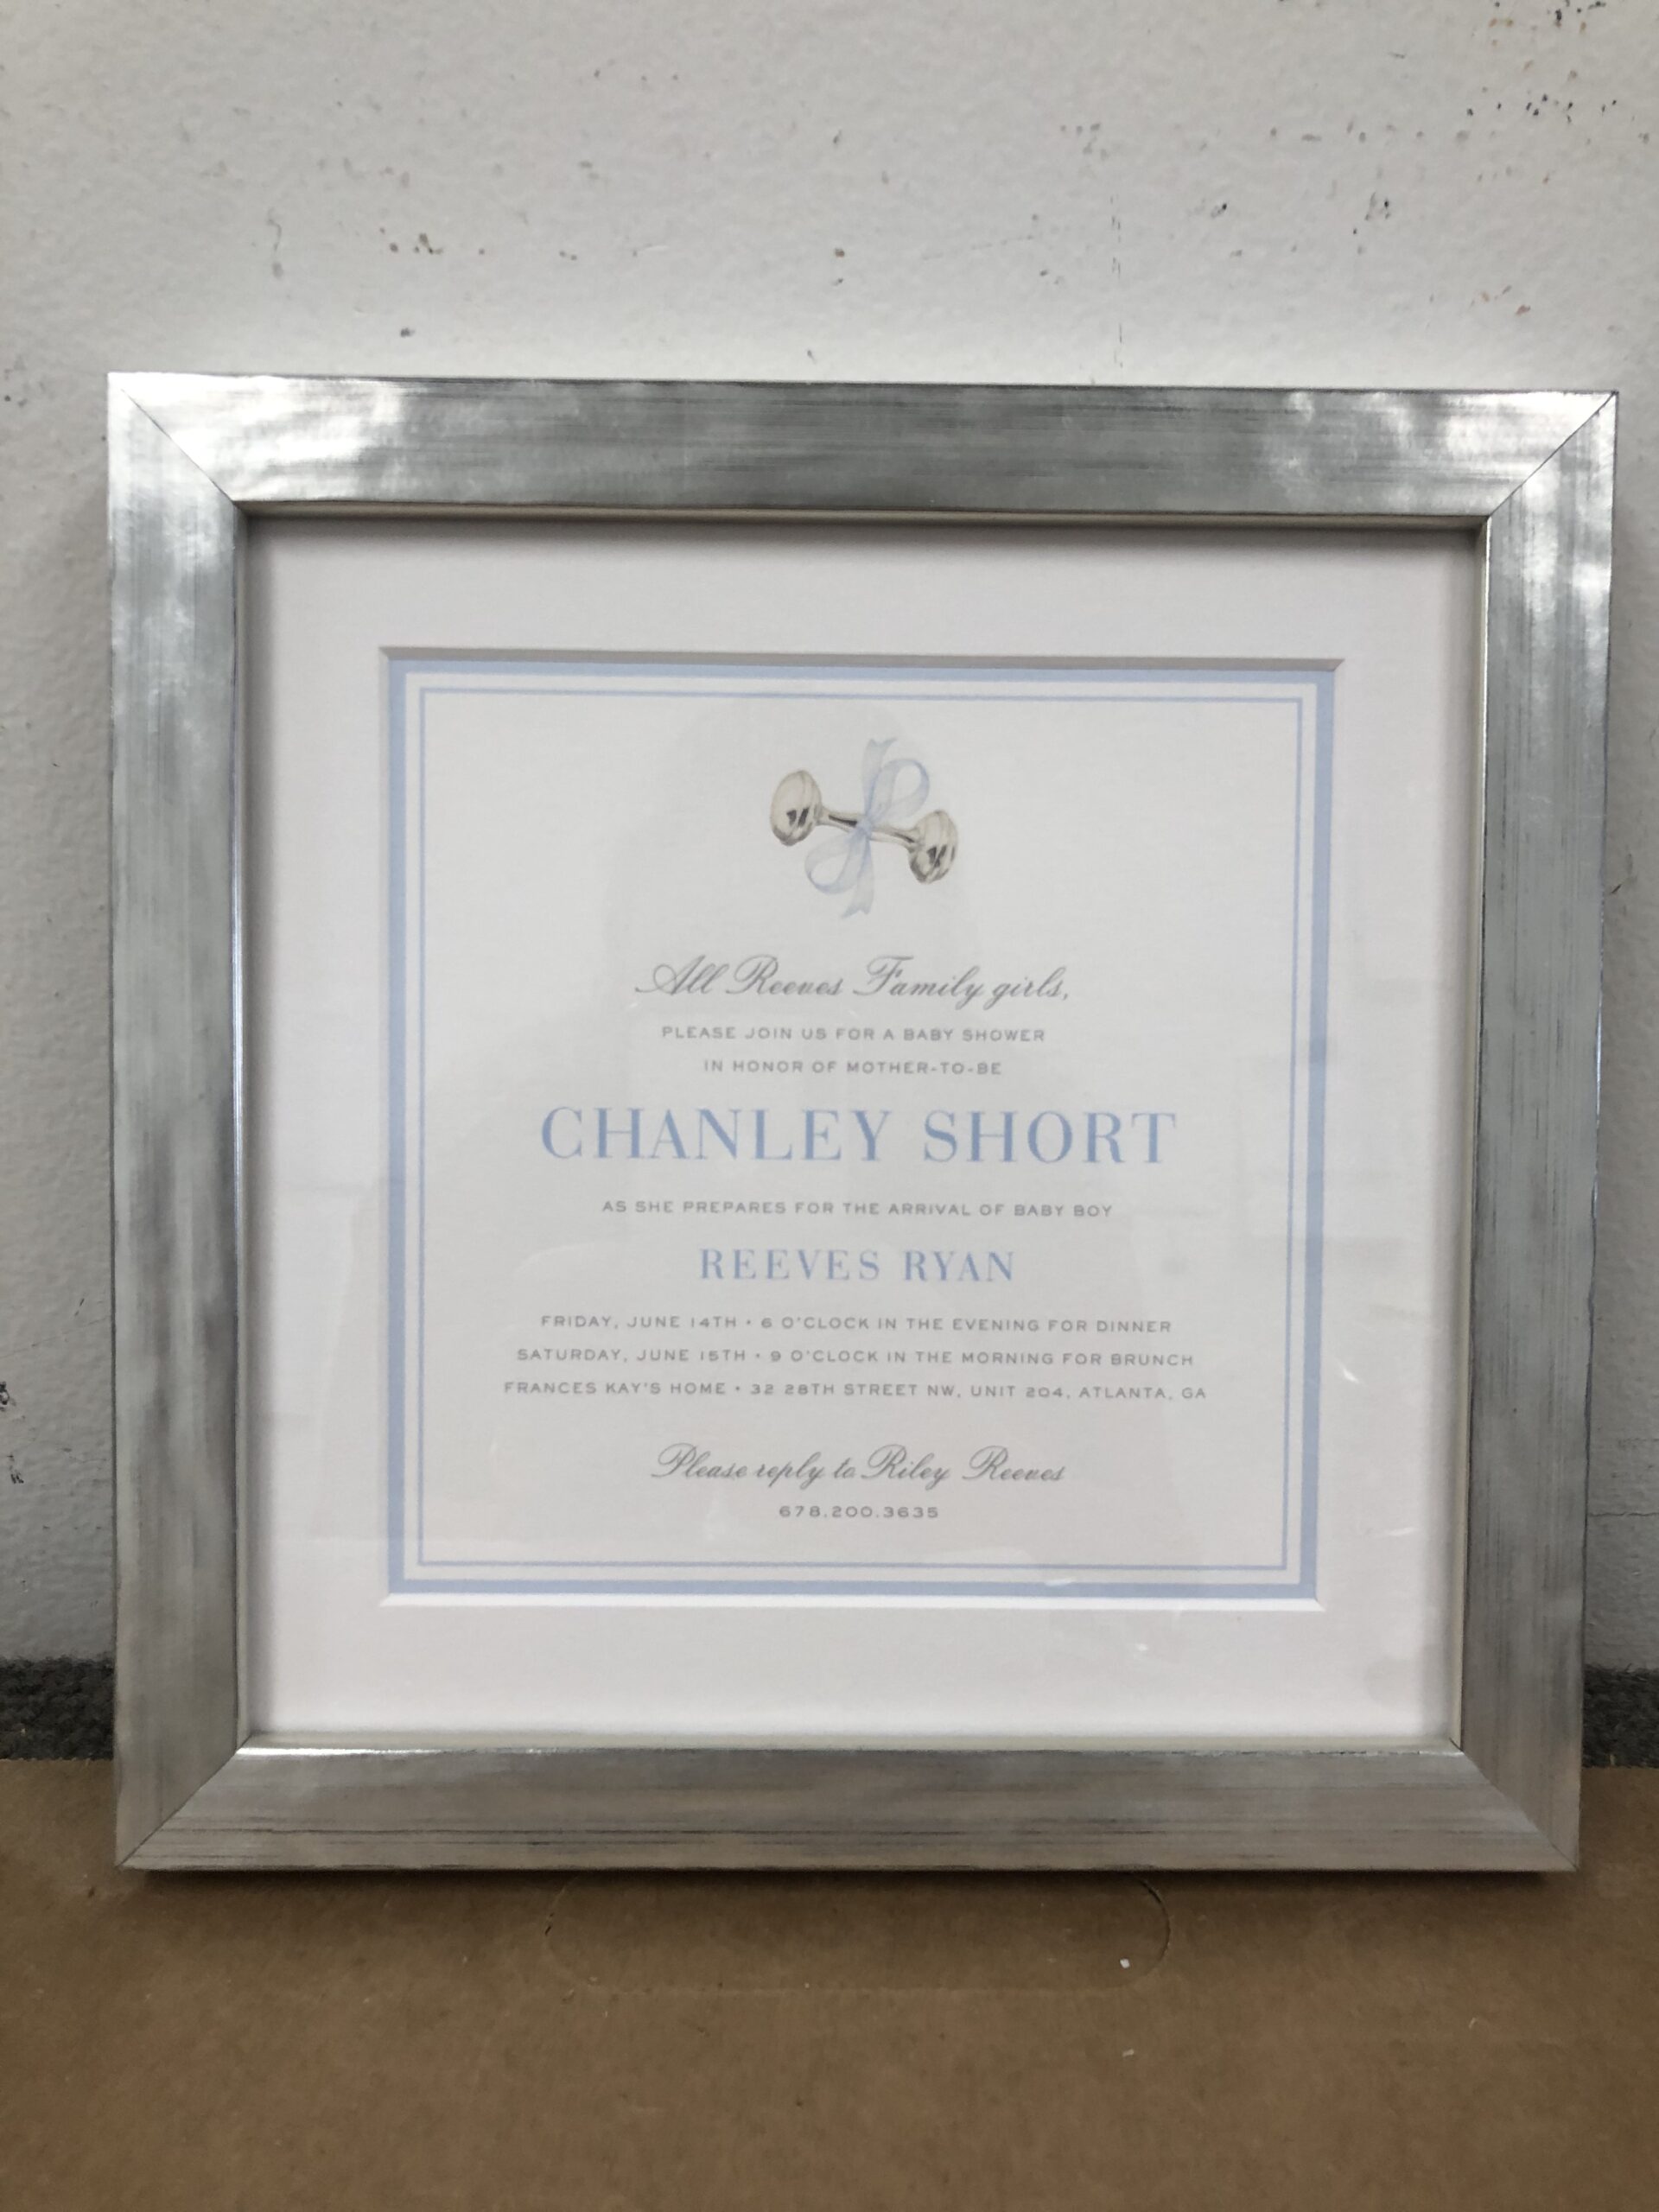 All Reeves Family girls,
PLEASE JOIN US FOR A BABY SHOWER
IN HONOR OF MOTHER-TO-BE
CHANLEY SHORT
AS SHE PREPARES FOR THE ARRIVAL OF BABY BOY
REEVES RYAN
FRIDAY, JUNE 14TH • 6 O'CLOCK IN THE EVENING FOR DINNER
SATURDAY, JUNE 15TH • 9 O'CLOCK IN THE MORNING FOR BRUNCH
FRANCES KAY'S HOME • 32 28TH STREET NW, UNIT 204, ATLANTA, GA
Please reply to Riley Reeves
678.200.3635